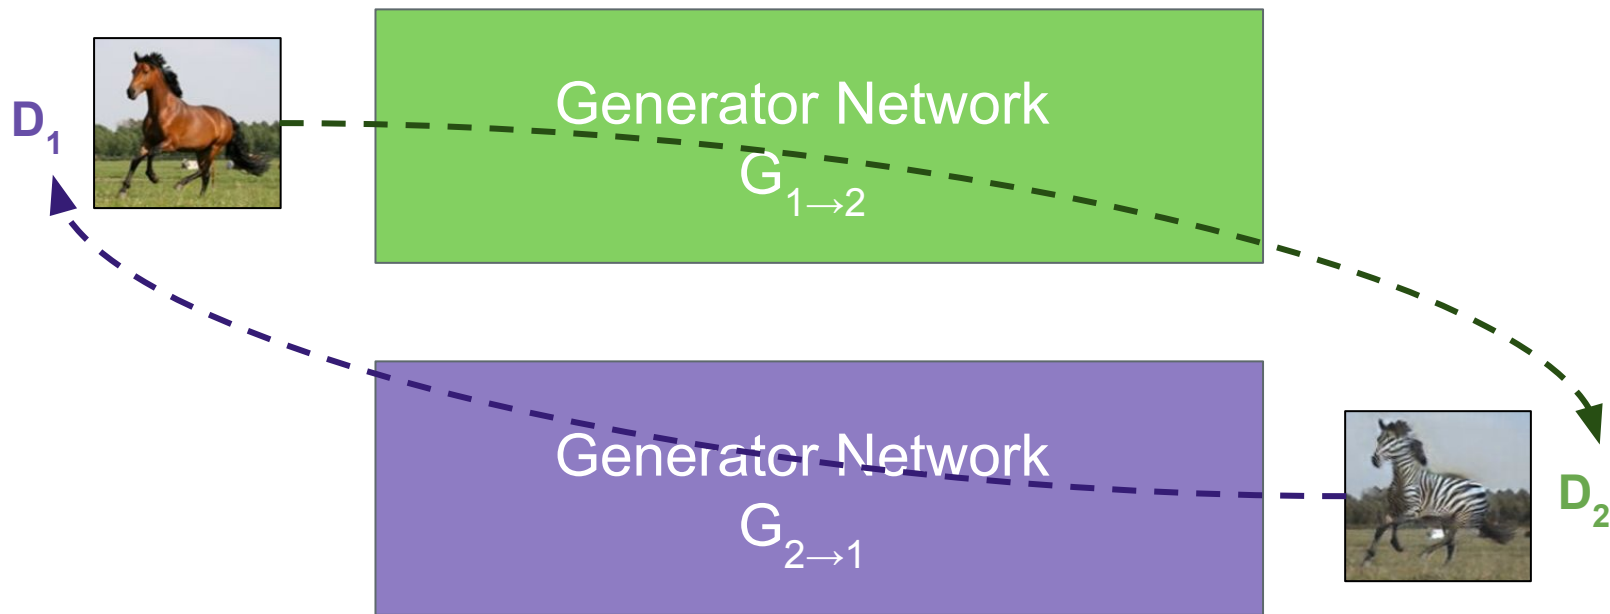 Generator Network
G1→2
D1
Generator Network
G2→1
D2